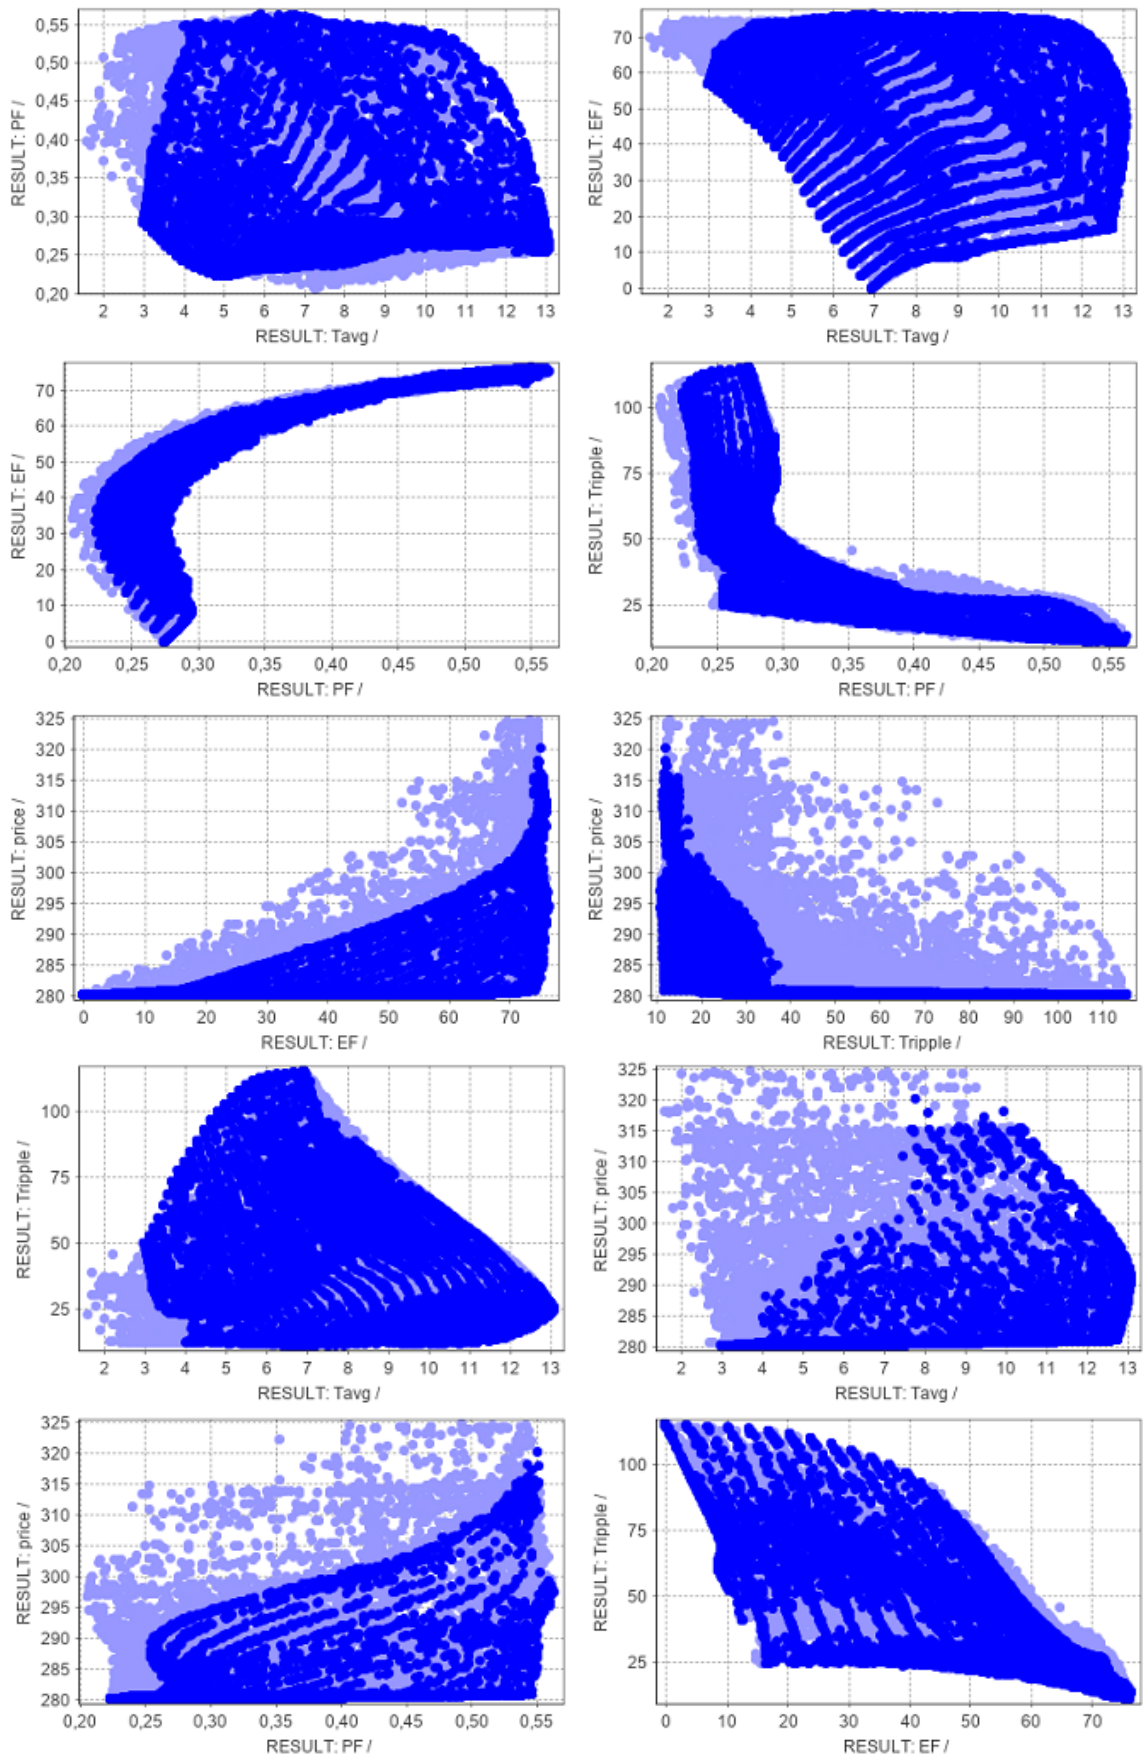 0,55
0,50
0,45
0,40
0,35
0,30
0,25
0,20
RESULT: PF /
2 3 4 5 6 7 8 9 10 11 12 13
RESULT: Tavg /
70
60
50
40
30
20
10
0
RESULT: EF /
2 3 4 5 6 7 8 9 10 11 12 13
RESULT: Tavg /
70
60
50
40
30
20
10
0
RESULT: EF /
0,20 0,25 0,30 0,35 0,40 0,45 0,50 0,55
RESULT: PF /
100
75
50
25
RESULT: Tripple /
0,20 0,25 0,30 0,35 0,40 0,45 0,50 0,55
RESULT: PF /
325
320
315
310
305
300
295
290
285
280
RESULT: price /
0 10 20 30 40 50 60 70
RESULT: EF /
325
320
315
310
305
300
295
290
285
280
RESULT: price /
10 20 30 40 50 60 70 80 90 100 110
RESULT: Tripple /
100
75
50
25
RESULT: Tripple /
2 3 4 5 6 7 8 9 10 11 12 13
RESULT: Tavg /
325
320
315
310
305
300
295
290
285
280
RESULT: price /
2 3 4 5 6 7 8 9 10 11 12 13
RESULT: Tavg /
325
320
315
310
305
300
295
290
285
280
RESULT: price /
0,20 0,25 0,30 0,35 0,40 0,45 0,50 0,55
RESULT: PF /
100
75
50
25
RESULT: Tripple /
0 10 20 30 40 50 60 70
RESULT: EF /